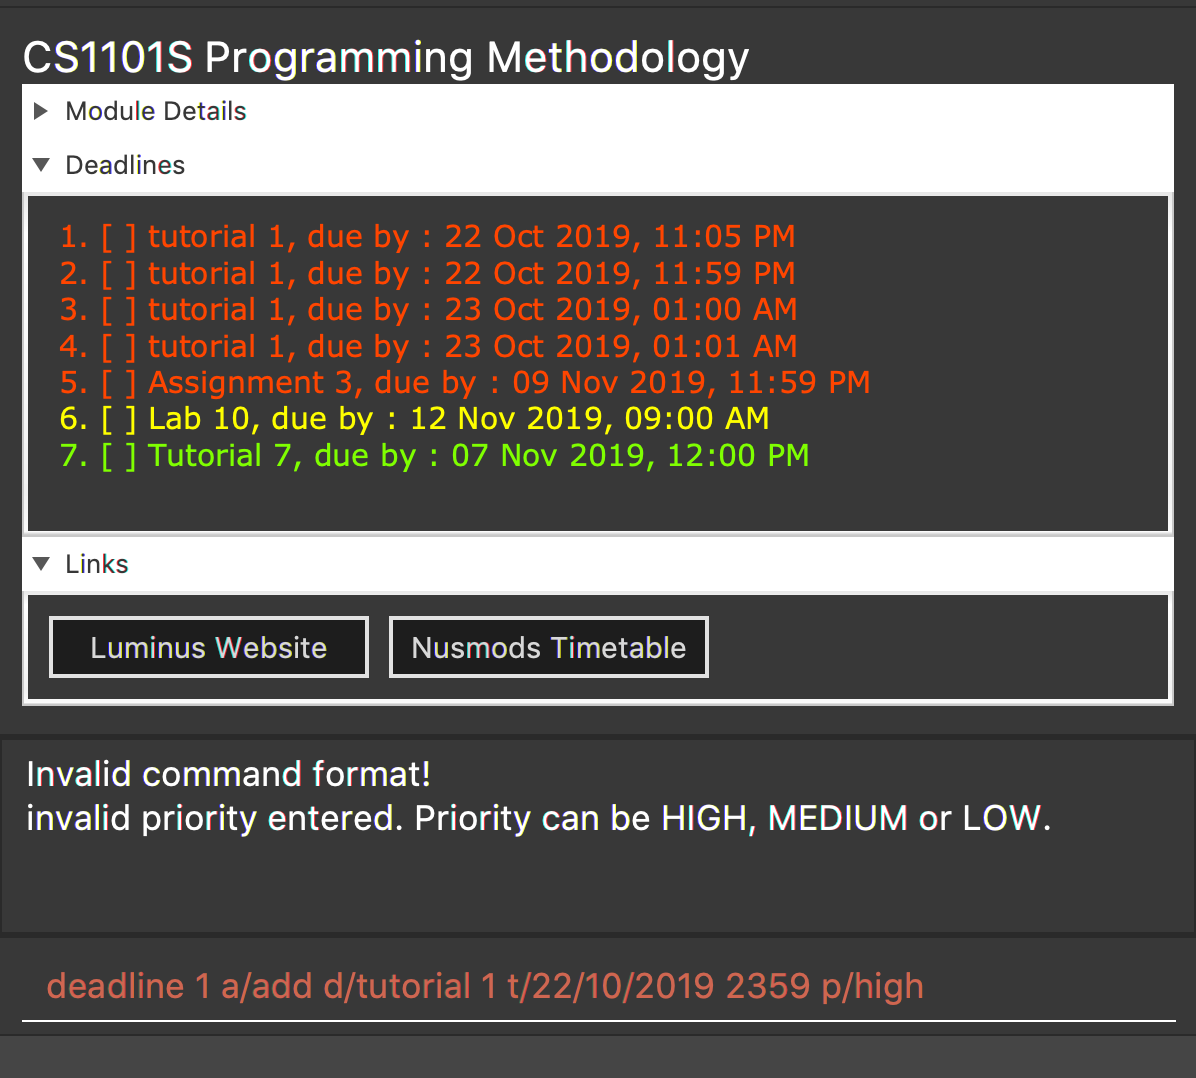 CS1101S Programming Methodology
Module Details
Deadlines
1. [ ] tutorial 1, due by : 22 Oct 2019, 11:05 PM
2. [ ] tutorial 1, due by : 22 Oct 2019, 11:59 PM
3. [ ] tutorial 1, due by : 23 Oct 2019, 01:00 AM
4. [ ] tutorial 1, due by : 23 Oct 2019, 01:01 AM
5. [ ] Assignment 3, due by : 09 Nov 2019, 11:59 PM
6. [ ] Lab 10, due by : 12 Nov 2019, 09:00 AM
7. [ ] Tutorial 7, due by : 07 Nov 2019, 12:00 PM
Links
Luminus Website Nusmods Timetable
Invalid command format!
invalid priority entered. Priority can be HIGH, MEDIUM or LOW.
deadline 1 a/add d/tutorial 1 t/22/10/2019 2359 p/high